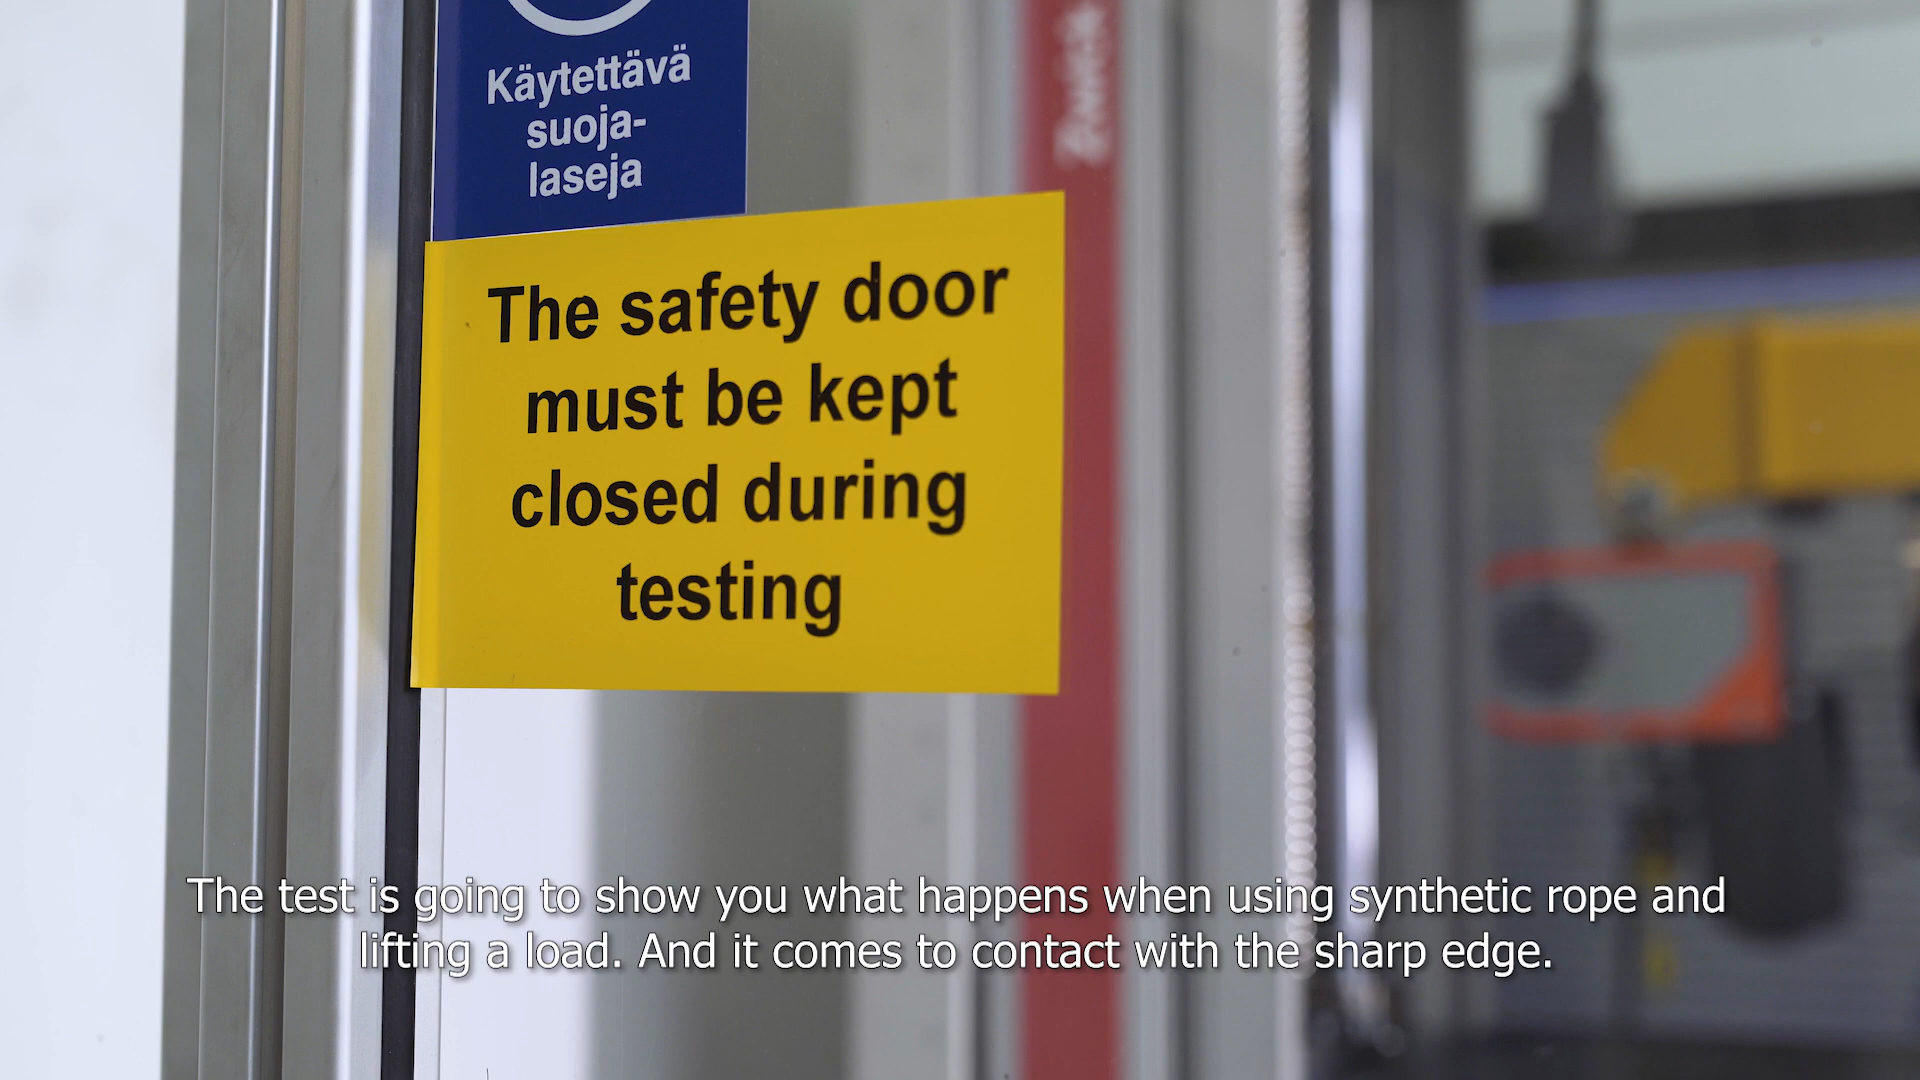 Käytettävä
suoja-
laseja
The safety door
must be kept
closed during
testing
The test is going to show you what happens when using synthetic rope and
lifting a load. And it comes to contact with the sharp edge.